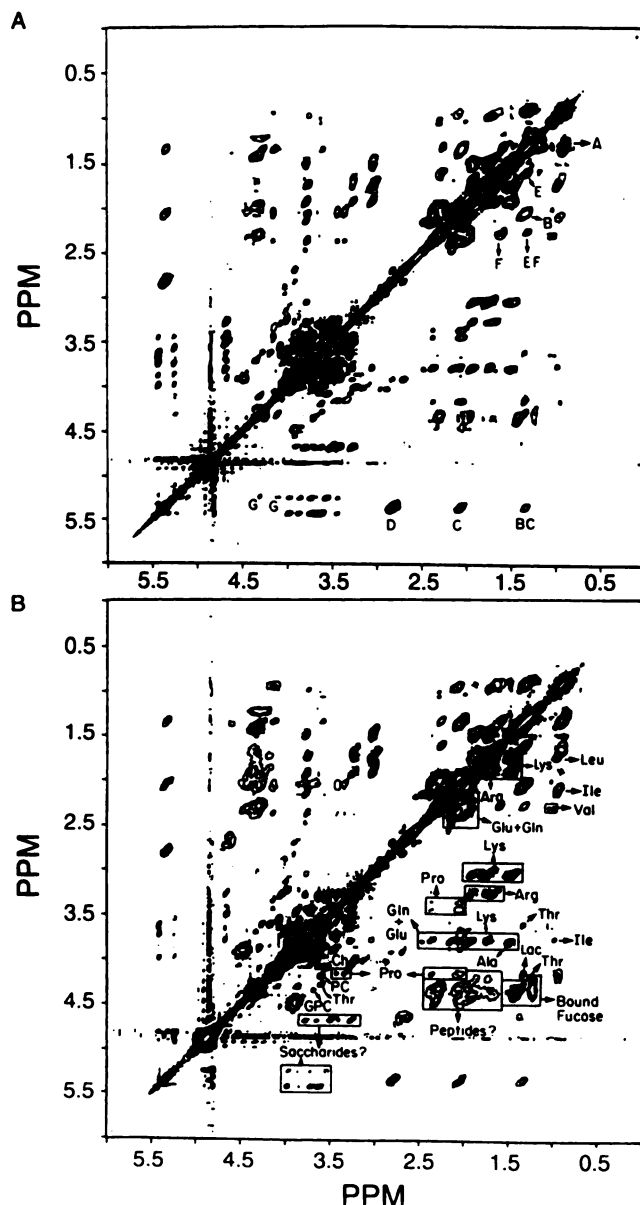 A
0.5
1.5
2.5
3.5
4.5
5.5
PPM
A
E
B
F EF
G' G D C BC
5.5 4.5 3.5 2.5 1.5 0.5
B
0.5
1.5
2.5
3.5
4.5
5.5
PPM
Leu
Lys
Ile
Arg
Val
Glu+Gln
Lys
Pro
Arg
Gln
+
Glu
Lys
Thr
Ile
Ala
Lac
Thr
Ch
PC
Thr
Pro
GPC
Peptides?
Bound
Fucose
Saccharides?
5.5 4.5 3.5 2.5 1.5 0.5
PPM